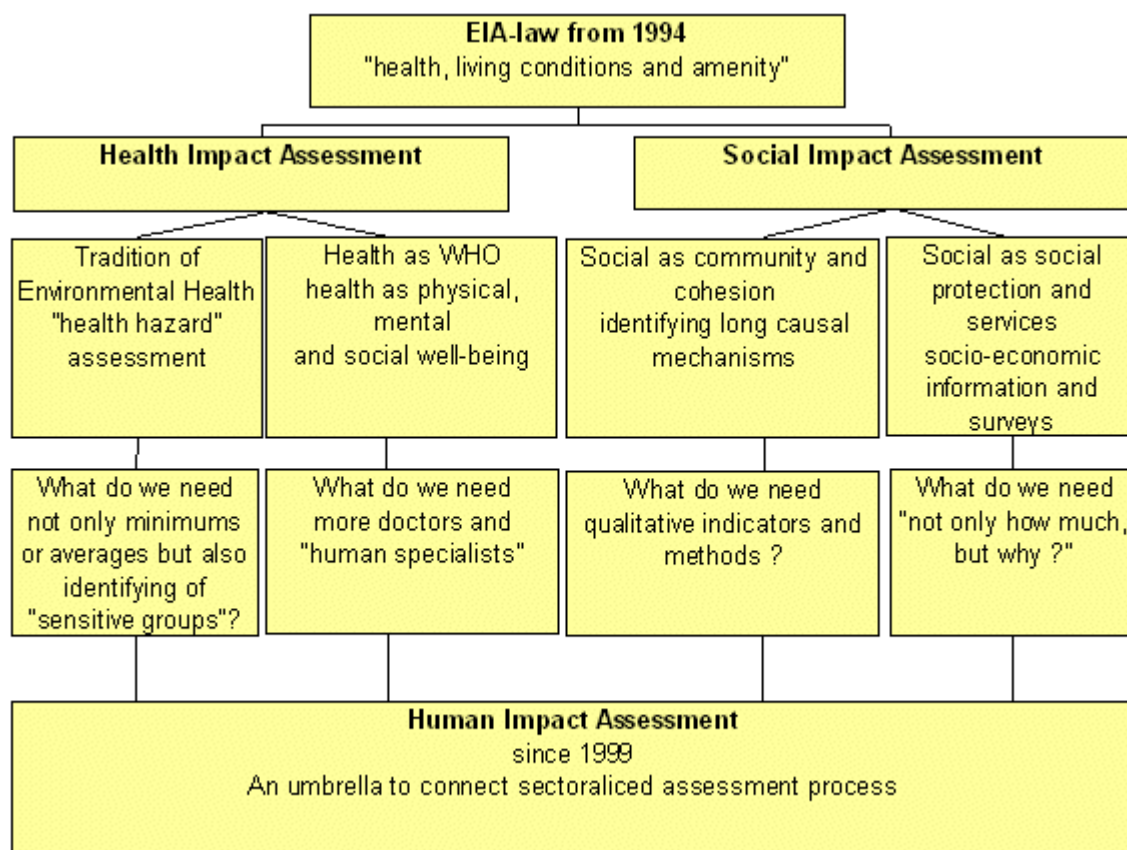 EIA-law from 1994
"health, living conditions and amenity"
Health Impact Assessment
Social Impact Assessment
Tradition of
Environmental Health
"health hazard"
assessment
Health as WHO
health as physical,
mental
and social well-being
Social as community and
cohesion
identifying long causal
mechanisms
Social as social
protection and
services
socio-economic
information and
surveys
What do we need
not only minimums
or averages but also
identifying of
"sensitive groups"?
What do we need
more doctors and
"human specialists"
What do we need
qualitative indicators and
methods ?
What do we need
"not only how much,
but why ?"
Human Impact Assessment
since 1999
An umbrella to connect sectoraliced assessment process